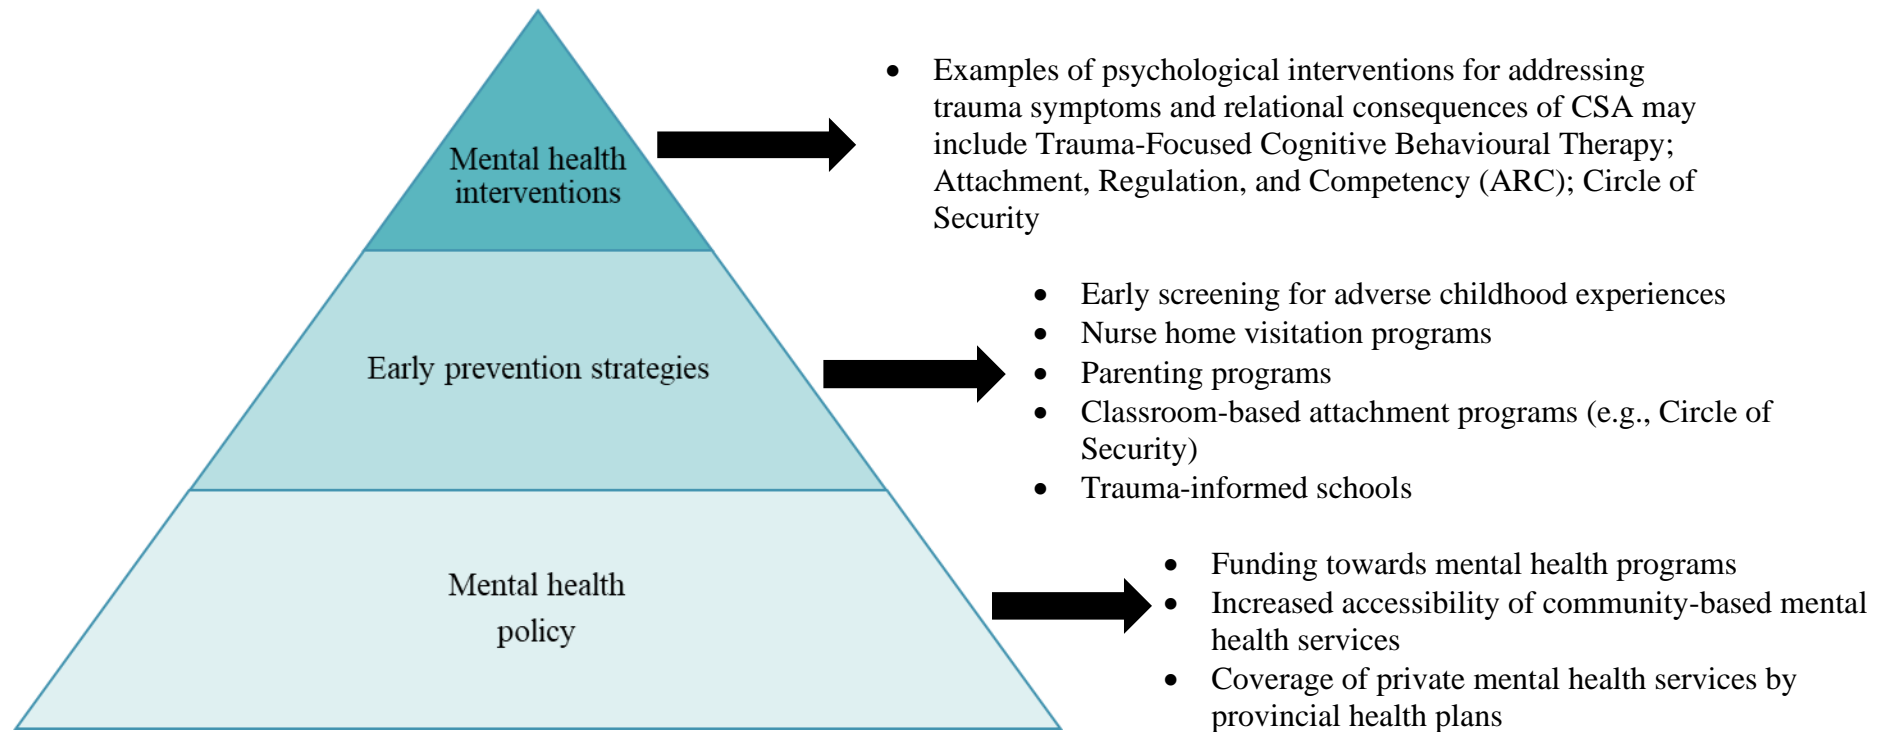 Mental health
interventions
• Examples of psychological interventions for addressing
trauma symptoms and relational consequences of CSA may
include Trauma-Focused Cognitive Behavioural Therapy;
Attachment, Regulation, and Competency (ARC); Circle of
Security
Early prevention strategies
• Early screening for adverse childhood experiences
• Nurse home visitation programs
• Parenting programs
• Classroom-based attachment programs (e.g., Circle of
Security)
• Trauma-informed schools
Mental health
policy
• Funding towards mental health programs
• Increased accessibility of community-based mental
health services
• Coverage of private mental health services by
provincial health plans